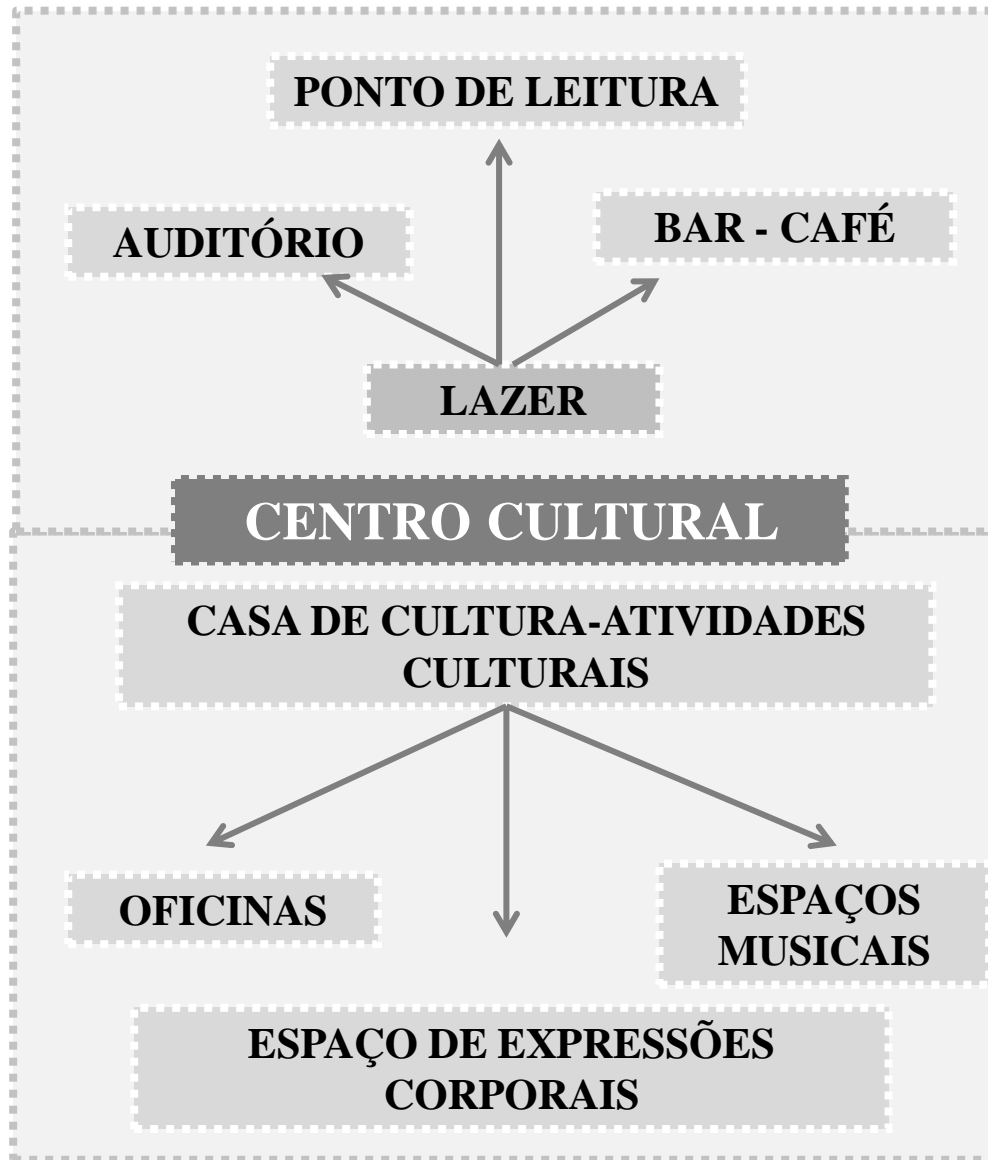 PONTO DE LEITURA
AUDITÓRIO
BAR - CAFÉ
LAZER
CENTRO CULTURAL
CASA DE CULTURA-ATIVIDADES
CULTURAIS
OFICINAS
ESPAÇOS
MUSICAIS
ESPAÇO DE EXPRESSÕES
CORPORAIS